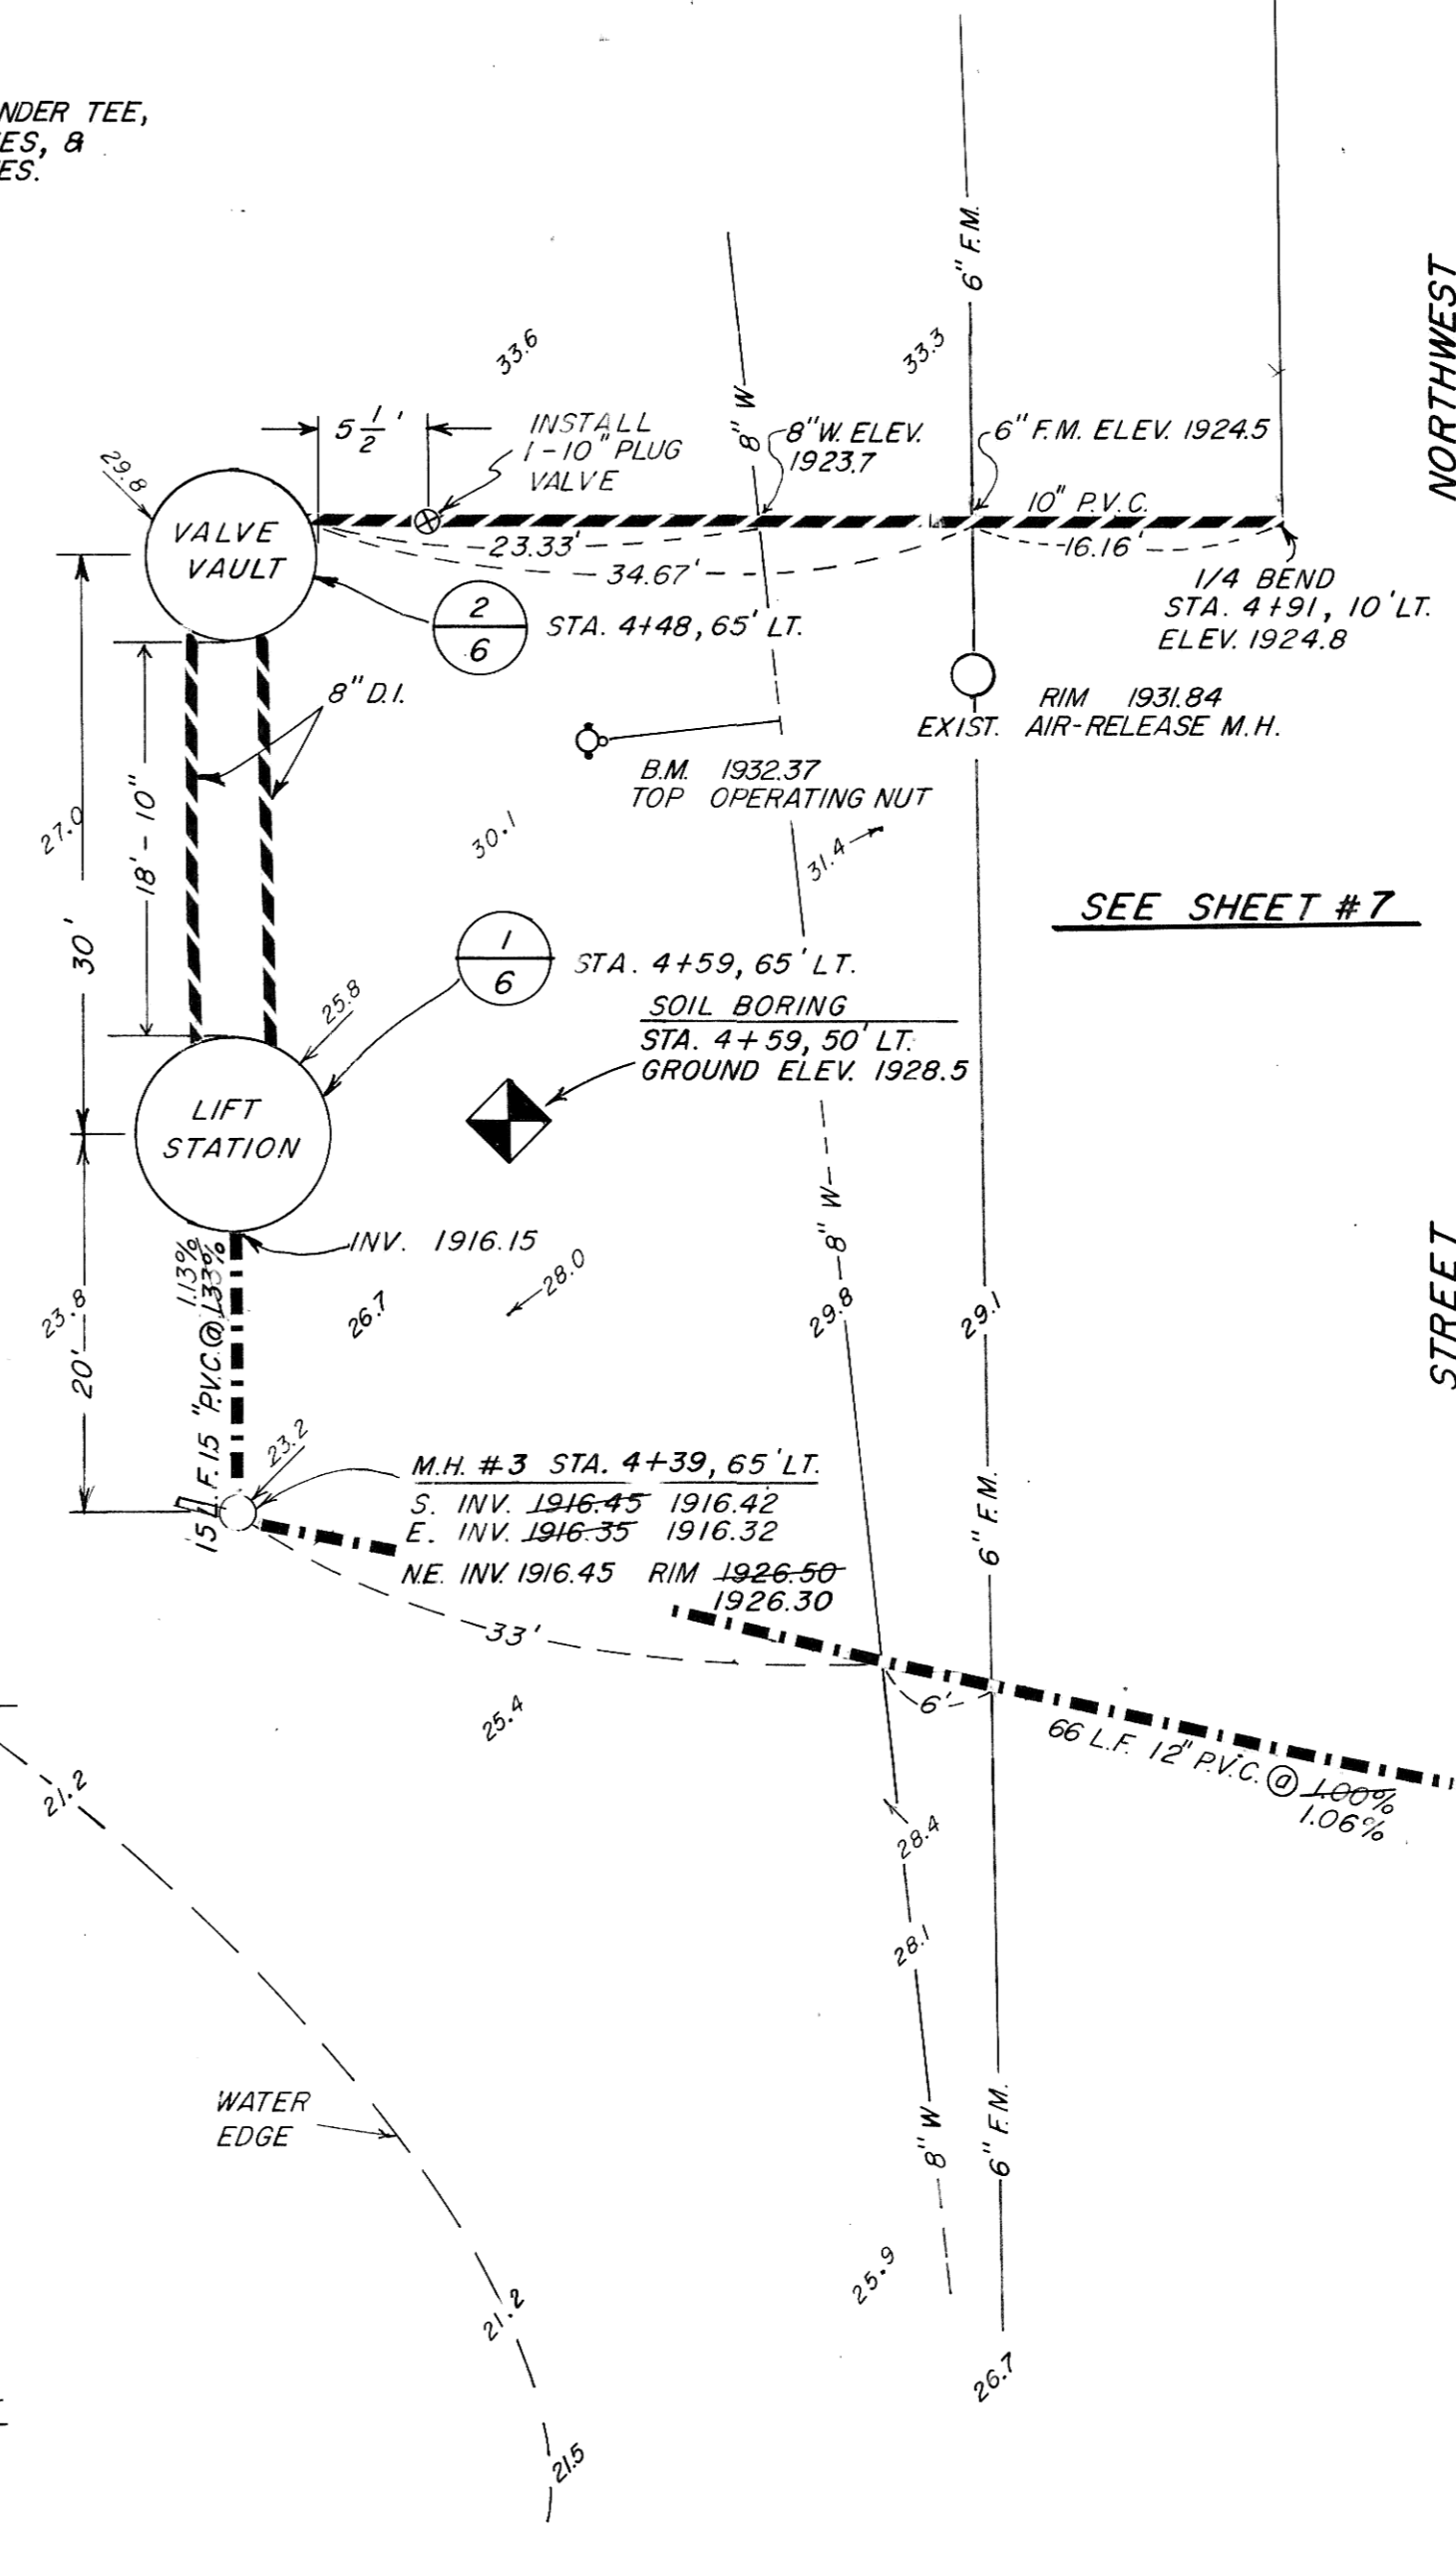 NDER TEE,
ES, &
ES.
6" F.M.
NORTHWEST
33.6
33.3
8" W
5 1/2 '
INSTALL
1-10" PLUG
VALVE
8" W. ELEV.
1923.7
6" F.M. ELEV. 1924.5
29.8
10" P.V.C.
VALVE
VAULT
23.33'
34.67'
16.16'
1/4 BEND
STA. 4+91, 10' LT.
ELEV. 1924.8
2
6
STA. 4+48, 65' LT.
8" D.I.
RIM 1931.84
EXIST. AIR-RELEASE M.H.
B.M. 1932.37
TOP OPERATING NUT
27.0
18'-10"
30'
30.1
31.4
SEE SHEET #7
1
6
STA. 4+59, 65' LT.
25.8
SOIL BORING
STA. 4+59, 50' LT.
GROUND ELEV. 1928.5
LIFT
STATION
8" W
INV. 1916.15
28.0
26.7
29.8
29.1
STREET
23.8
20'
1.13%
15 L.F. 15 "P.V.C. @ 1.33%
23.2
M.H. #3 STA. 4+39, 65' LT.
S. INV. 1916.45 1916.42
E. INV. 1916.35 1916.32
N.E. INV. 1916.45 RIM 1926.50
1926.30
6" F.M.
33'
6'
25.4
66 L.F. 12" P.V.C. @ 1.00%
1.06%
21.2
28.4
28.1
WATER
EDGE
8" W
6" F.M.
25.9
21.2
26.7
21.5